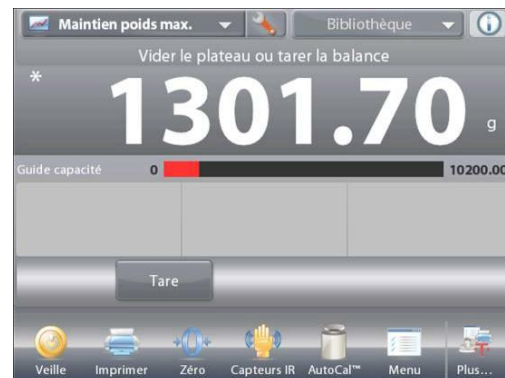 Maintien poids max. Bibliothèque
Vider le plateau ou tarer la balance
* 1301.70 g
Guide capacité 0 10200.00
Tare
Veille Imprimer Zéro Capteurs IR AutoCal™ Menu Plus...